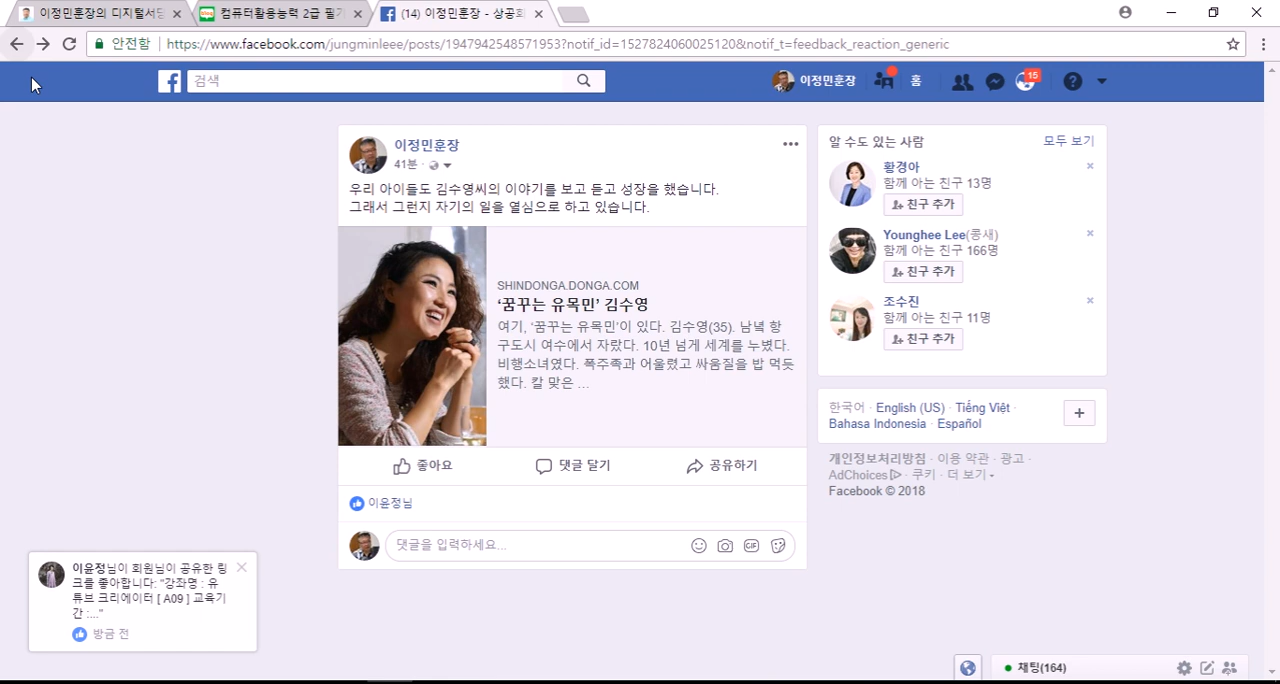 이정민훈장의 디지털서당
컴퓨터활용능력 2급 필기
(14) 이정민훈장 - 상공회
안전함
https://www.facebook.com/jungminleee/posts/1947942548571953?notif_id=1527824060025120&notif_t=feedback_reaction_generic
검색
이정민훈장
홈
15
이정민훈장
41분 ·
우리 아이들도 김수영씨의 이야기를 보고 듣고 성장을 했습니다.
그래서 그런지 자기의 일을 열심으로 하고 있습니다.
SHINDONGA.DONGA.COM
‘꿈꾸는 유목민’ 김수영
여기, ‘꿈꾸는 유목민’이 있다. 김수영(35). 남녘 항
구도시 여수에서 자랐다. 10년 넘게 세계를 누볐다.
비행소녀였다. 폭주족과 어울렸고 싸움질을 밥 먹듯
했다. 칼 맞은 ...
좋아요
댓글 달기
공유하기
이윤정님
댓글을 입력하세요...
GIF
알 수도 있는 사람
모두 보기
황경아
함께 아는 친구 13명
친구 추가
Younghee Lee(콩새)
함께 아는 친구 166명
친구 추가
조수진
함께 아는 친구 11명
친구 추가
한국어 · English (US) · Tiếng Việt ·
Bahasa Indonesia · Español
개인정보처리방침 · 이용 약관 · 광고 ·
AdChoices · 쿠키 · 더 보기
Facebook © 2018
이윤정님이 회원님이 공유한 링
크를 좋아합니다: "강좌명 : 유
튜브 크리에이터 [ A09 ] 교육기
간 :..."
방금 전
채팅(164)